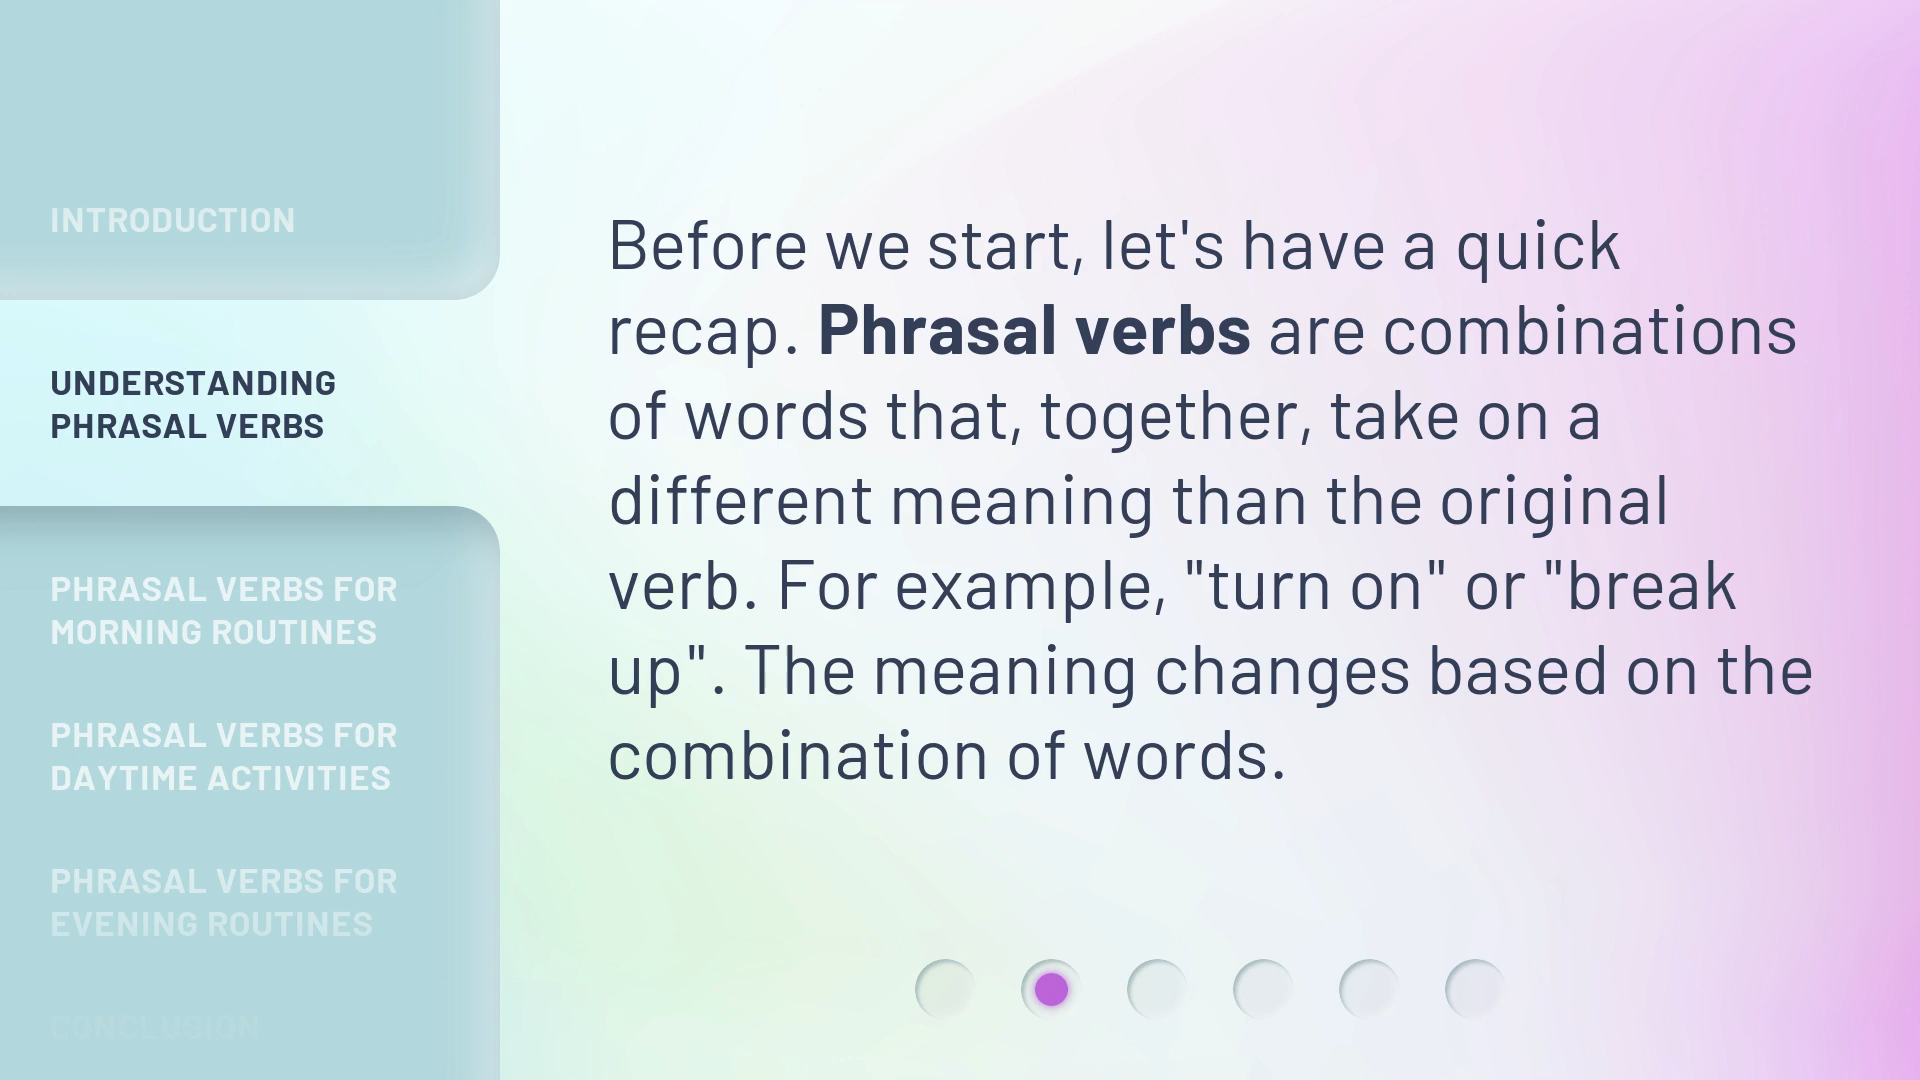 INTRODUCTION
UNDERSTANDING
PHRASAL VERBS
PHRASAL VERBS FOR
MORNING ROUTINES
PHRASAL VERBS FOR
DAYTIME ACTIVITIES
PHRASAL VERBS FOR
EVENING ROUTINES
CONCLUSION
Before we start, let's have a quick
recap. Phrasal verbs are combinations
of words that, together, take on a
different meaning than the original
verb. For example, "turn on" or "break
up". The meaning changes based on the
combination of words.